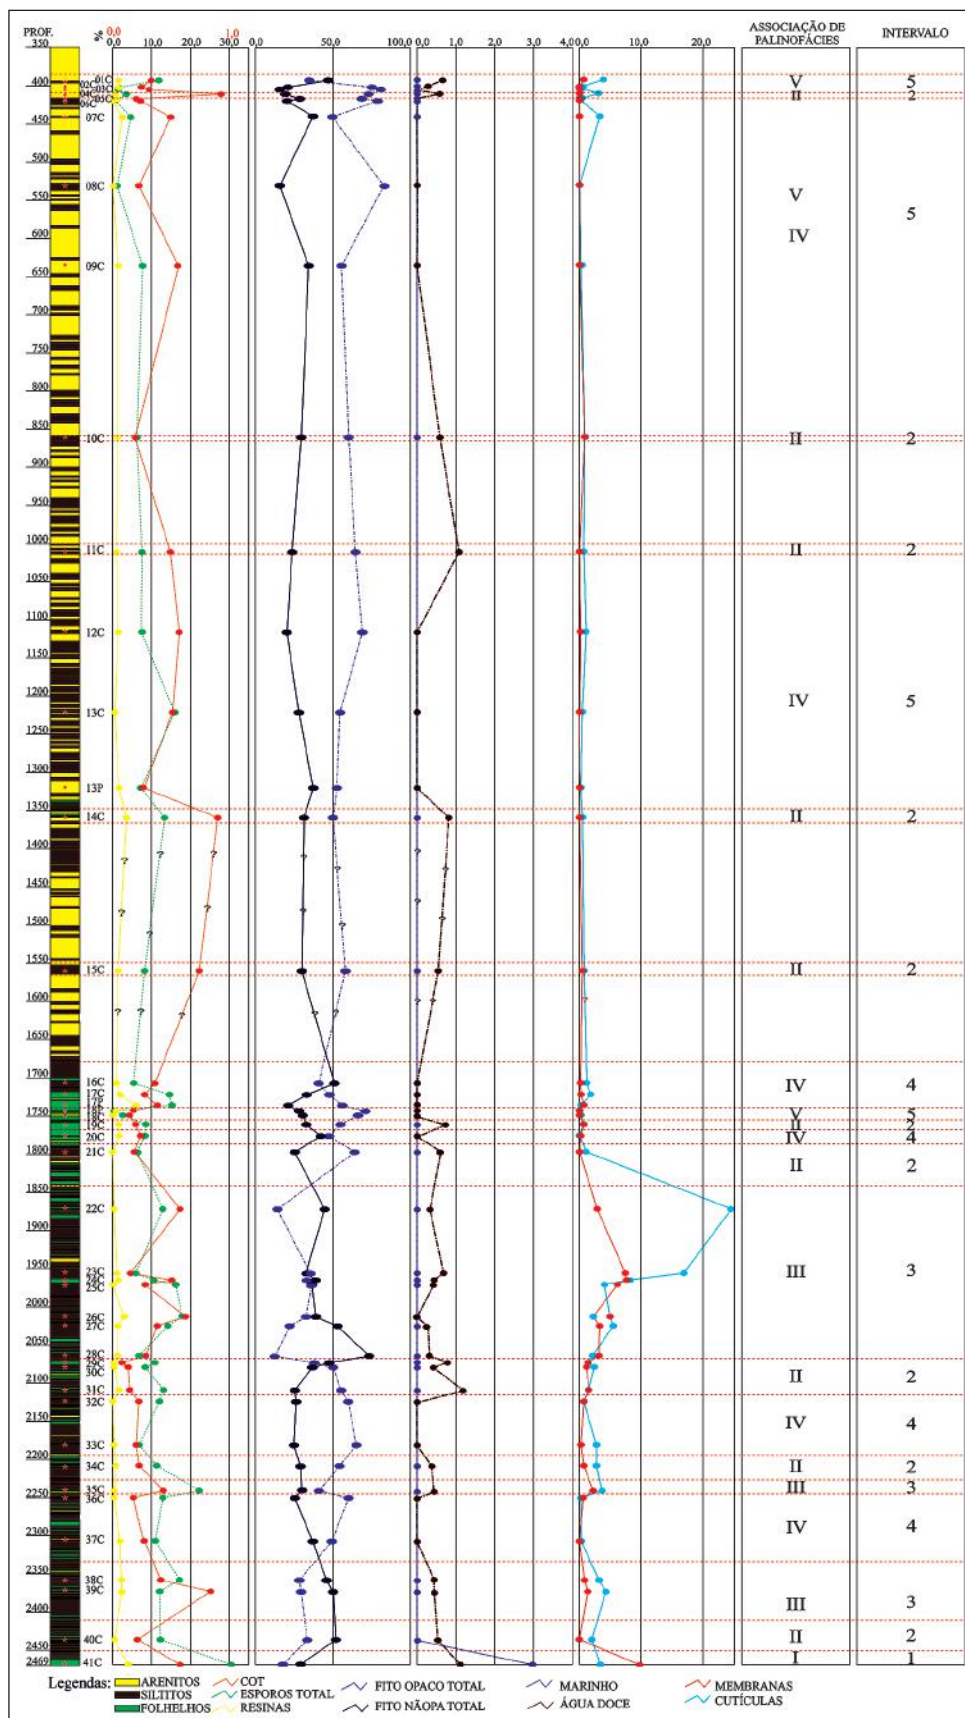 PROF. % 0,0 1,0 ASSOCIAÇÃO DE PALINOFÁCIES INTERVALO
0,0 10,0 20,0 30,0 0,0 50,0 100,0 0,0 1,0 2,0 3,0 4,0 0,0 10,0 20,0
350
01C V 5
400
02C
03C
04C II 2
05C
06C
07C
450
500
08C V
550
5
IV
600
09C
650
700
750
800
850
10C II 2
900
950
1000
11C II 2
1050
1100
12C
1150
1200
13C IV 5
1250
1300
13P
1350
14C II 2
1400
? ? ? ? ?
1450
? ? ? ?
1500
? ? ? ?
1550
15C II 2
1600
? ? ? ? ? ? ? ?
1650
1700
16C IV 4
17C
17P
1750
18P V 5
18C
19C II 2
20C IV 4
1800
21C II 2
1850
22C
1900
1950
23C III 3
24C
25C
2000
26C
27C
2050
28C
29C
30C II 2
2100
31C
32C
2150
IV 4
33C
2200
34C II 2
35C III 3
2250
36C
IV 4
2300
37C
2350
38C
39C
III 3
2400
40C II 2
2450
2469 41C I 1
Legendas: ARENITOS COT FITO OPACO TOTAL MARINHO MEMBRANAS
SILTITOS ESPOROS TOTAL FITO NÃOPA TOTAL ÁGUA DOCE CUTÍCULAS
FOLHELHOS RESINAS